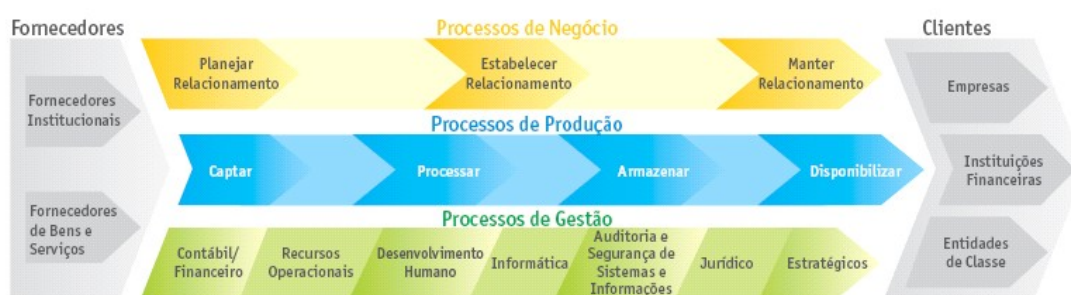 Fornecedores
Processos de Negócio
Clientes
Fornecedores
Institucionais
Fornecedores
de Bens e
Serviços
Planejar
Relacionamento
Estabelecer
Relacionamento
Manter
Relacionamento
Processos de Produção
Captar
Processar
Armazenar
Disponibilizar
Processos de Gestão
Contábil/
Financeiro
Recursos
Operacionais
Desenvolvimento
Humano
Informática
Auditoria e
Segurança de
Sistemas e
Informações
Jurídico
Estratégicos
Empresas
Instituições
Financeiras
Entidades
de Classe